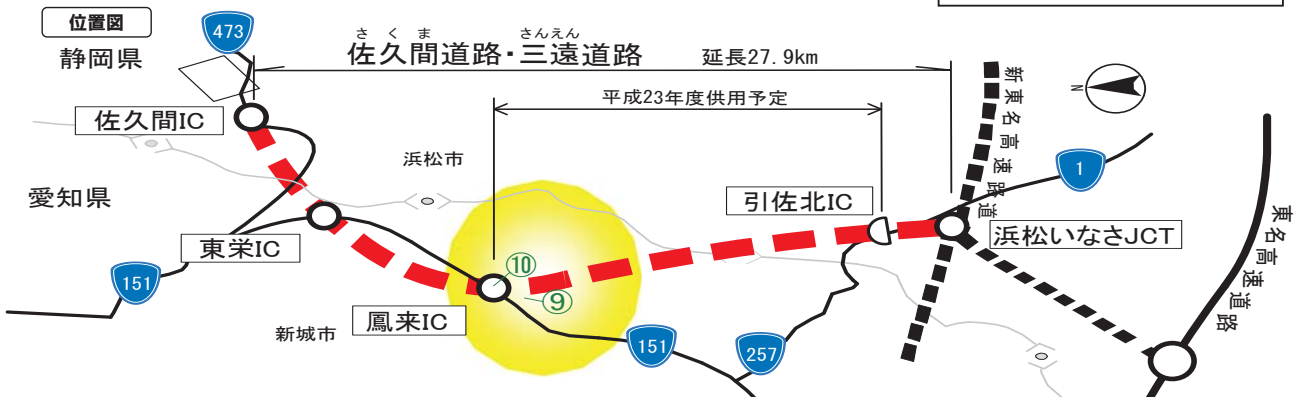 位置図
静岡県
473
さくま さんえん
佐久間道路・三遠道路 延長27.9km
平成23年度供用予定
N
新東名高速道路
佐久間IC
浜松市
1
愛知県
引佐北IC
浜松いなさJCT
東名高速道路
東栄IC
151
⑩
⑨
新城市
鳳来IC
151
257